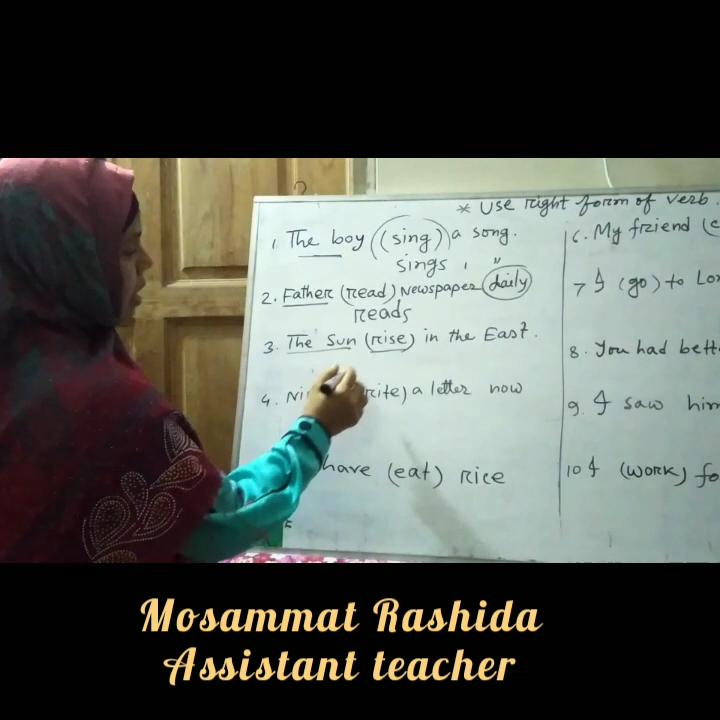 * Use right form of verb.
1. The boy (sing) a song.
sings " "
2. Father (read) Newspaper daily
reads
3. The Sun (rise) in the East.
4. a letter now
have (eat) rice
6. My friend
7 I (go) to
8. You had
9. I saw him
10 I (work)
Mosammat Rashida
Assistant teacher